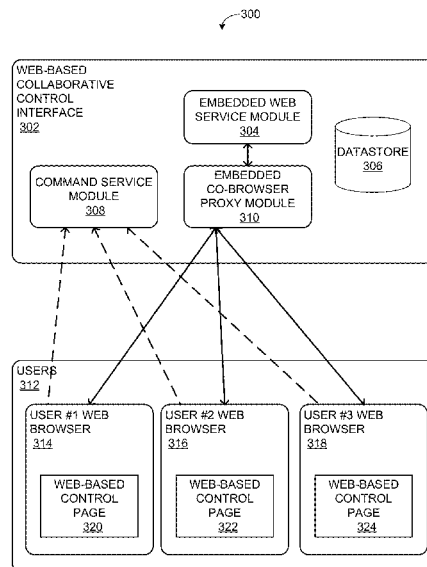 300
WEB-BASED
COLLABORATIVE
CONTROL
INTERFACE
302
EMBEDDED WEB
SERVICE MODULE
304
DATASTORE
306
COMMAND SERVICE
MODULE
308
EMBEDDED
CO-BROWSER
PROXY MODULE
310
USERS
312
USER #1 WEB
BROWSER
314
USER #2 WEB
BROWSER
316
USER #3 WEB
BROWSER
318
WEB-BASED
CONTROL
PAGE
320
WEB-BASED
CONTROL
PAGE
322
WEB-BASED
CONTROL
PAGE
324